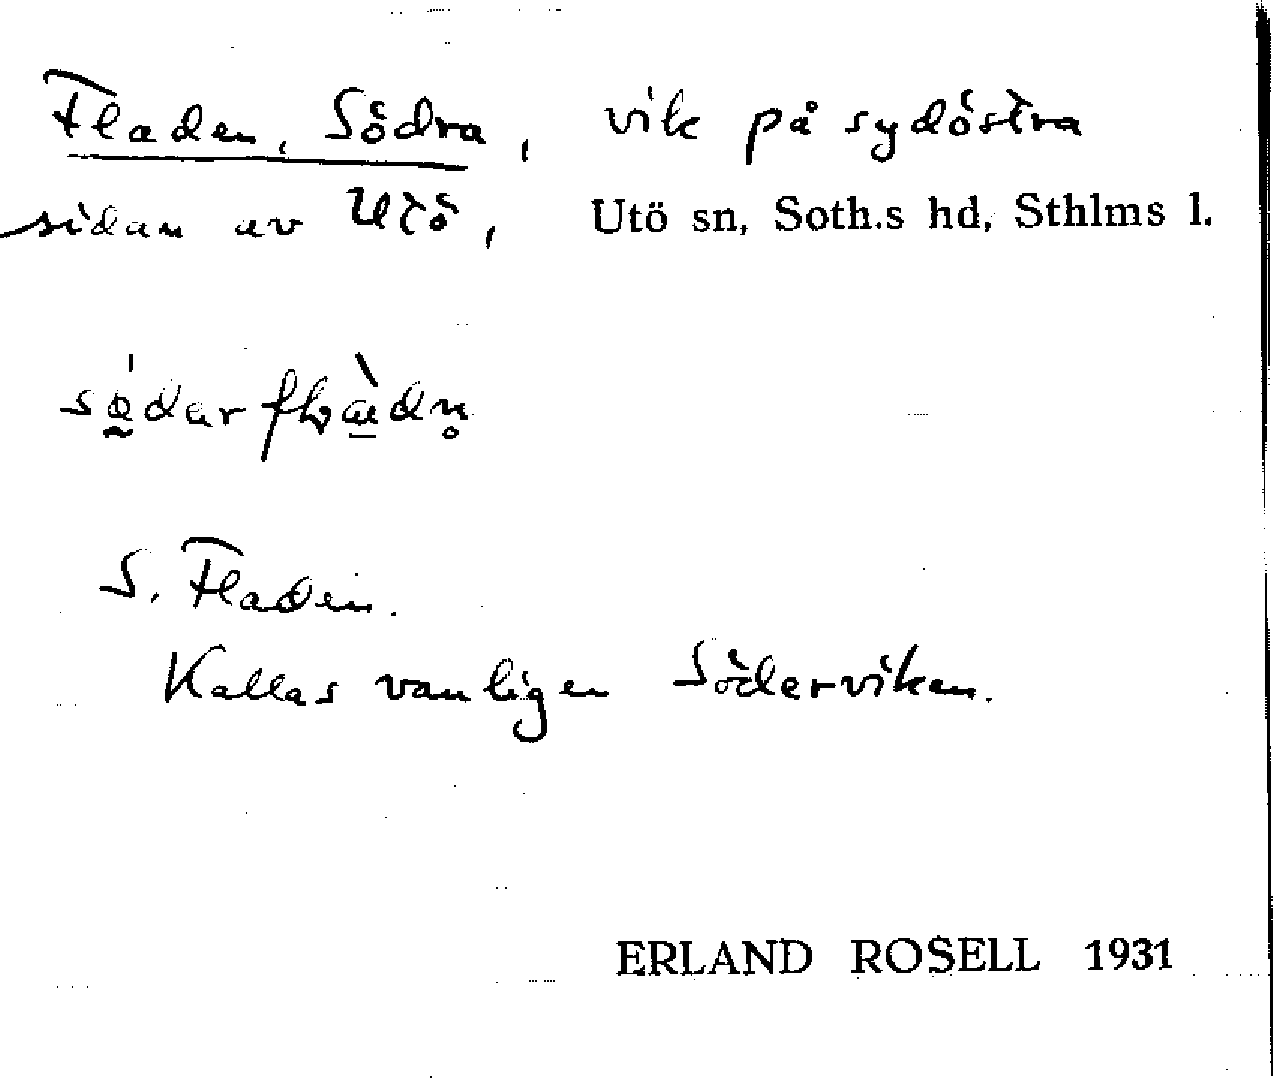 Fladen, Södra, vik på sydöstra
sidan av Utö, Utö sn, Soth.s hd, Sthlms l.
S. Fladen.
Kallas vanligen Söderviken.
ERLAND ROSELL 1931